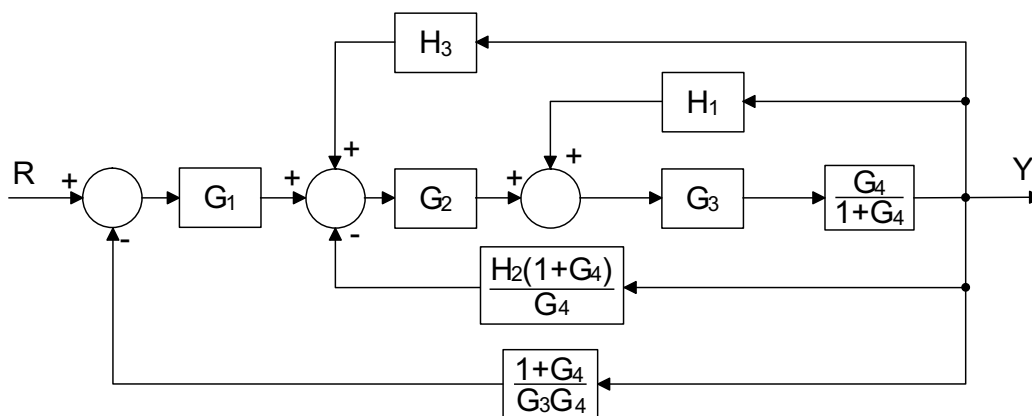 H3
H1
+ +
R + + + Y
G1 G2 G3 G4
1+G4
- -
H2(1+G4)
G4
1+G4
G3G4